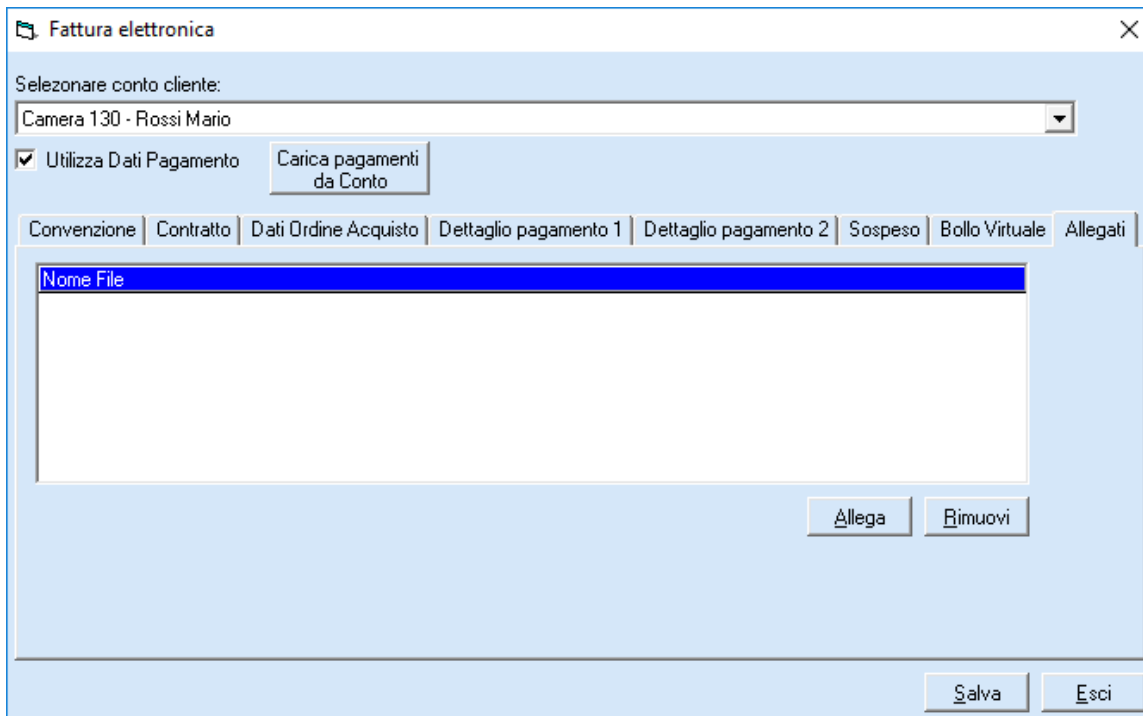 Fattura elettronica
Selezonare conto cliente:
Camera 130 - Rossi Mario
Utilizza Dati Pagamento
Carica pagamenti
da Conto
Convenzione Contratto Dati Ordine Acquisto Dettaglio pagamento 1 Dettaglio pagamento 2 Sospeso Bollo Virtuale Allegati
Nome File
Allega Rimuovi
Salva Esci